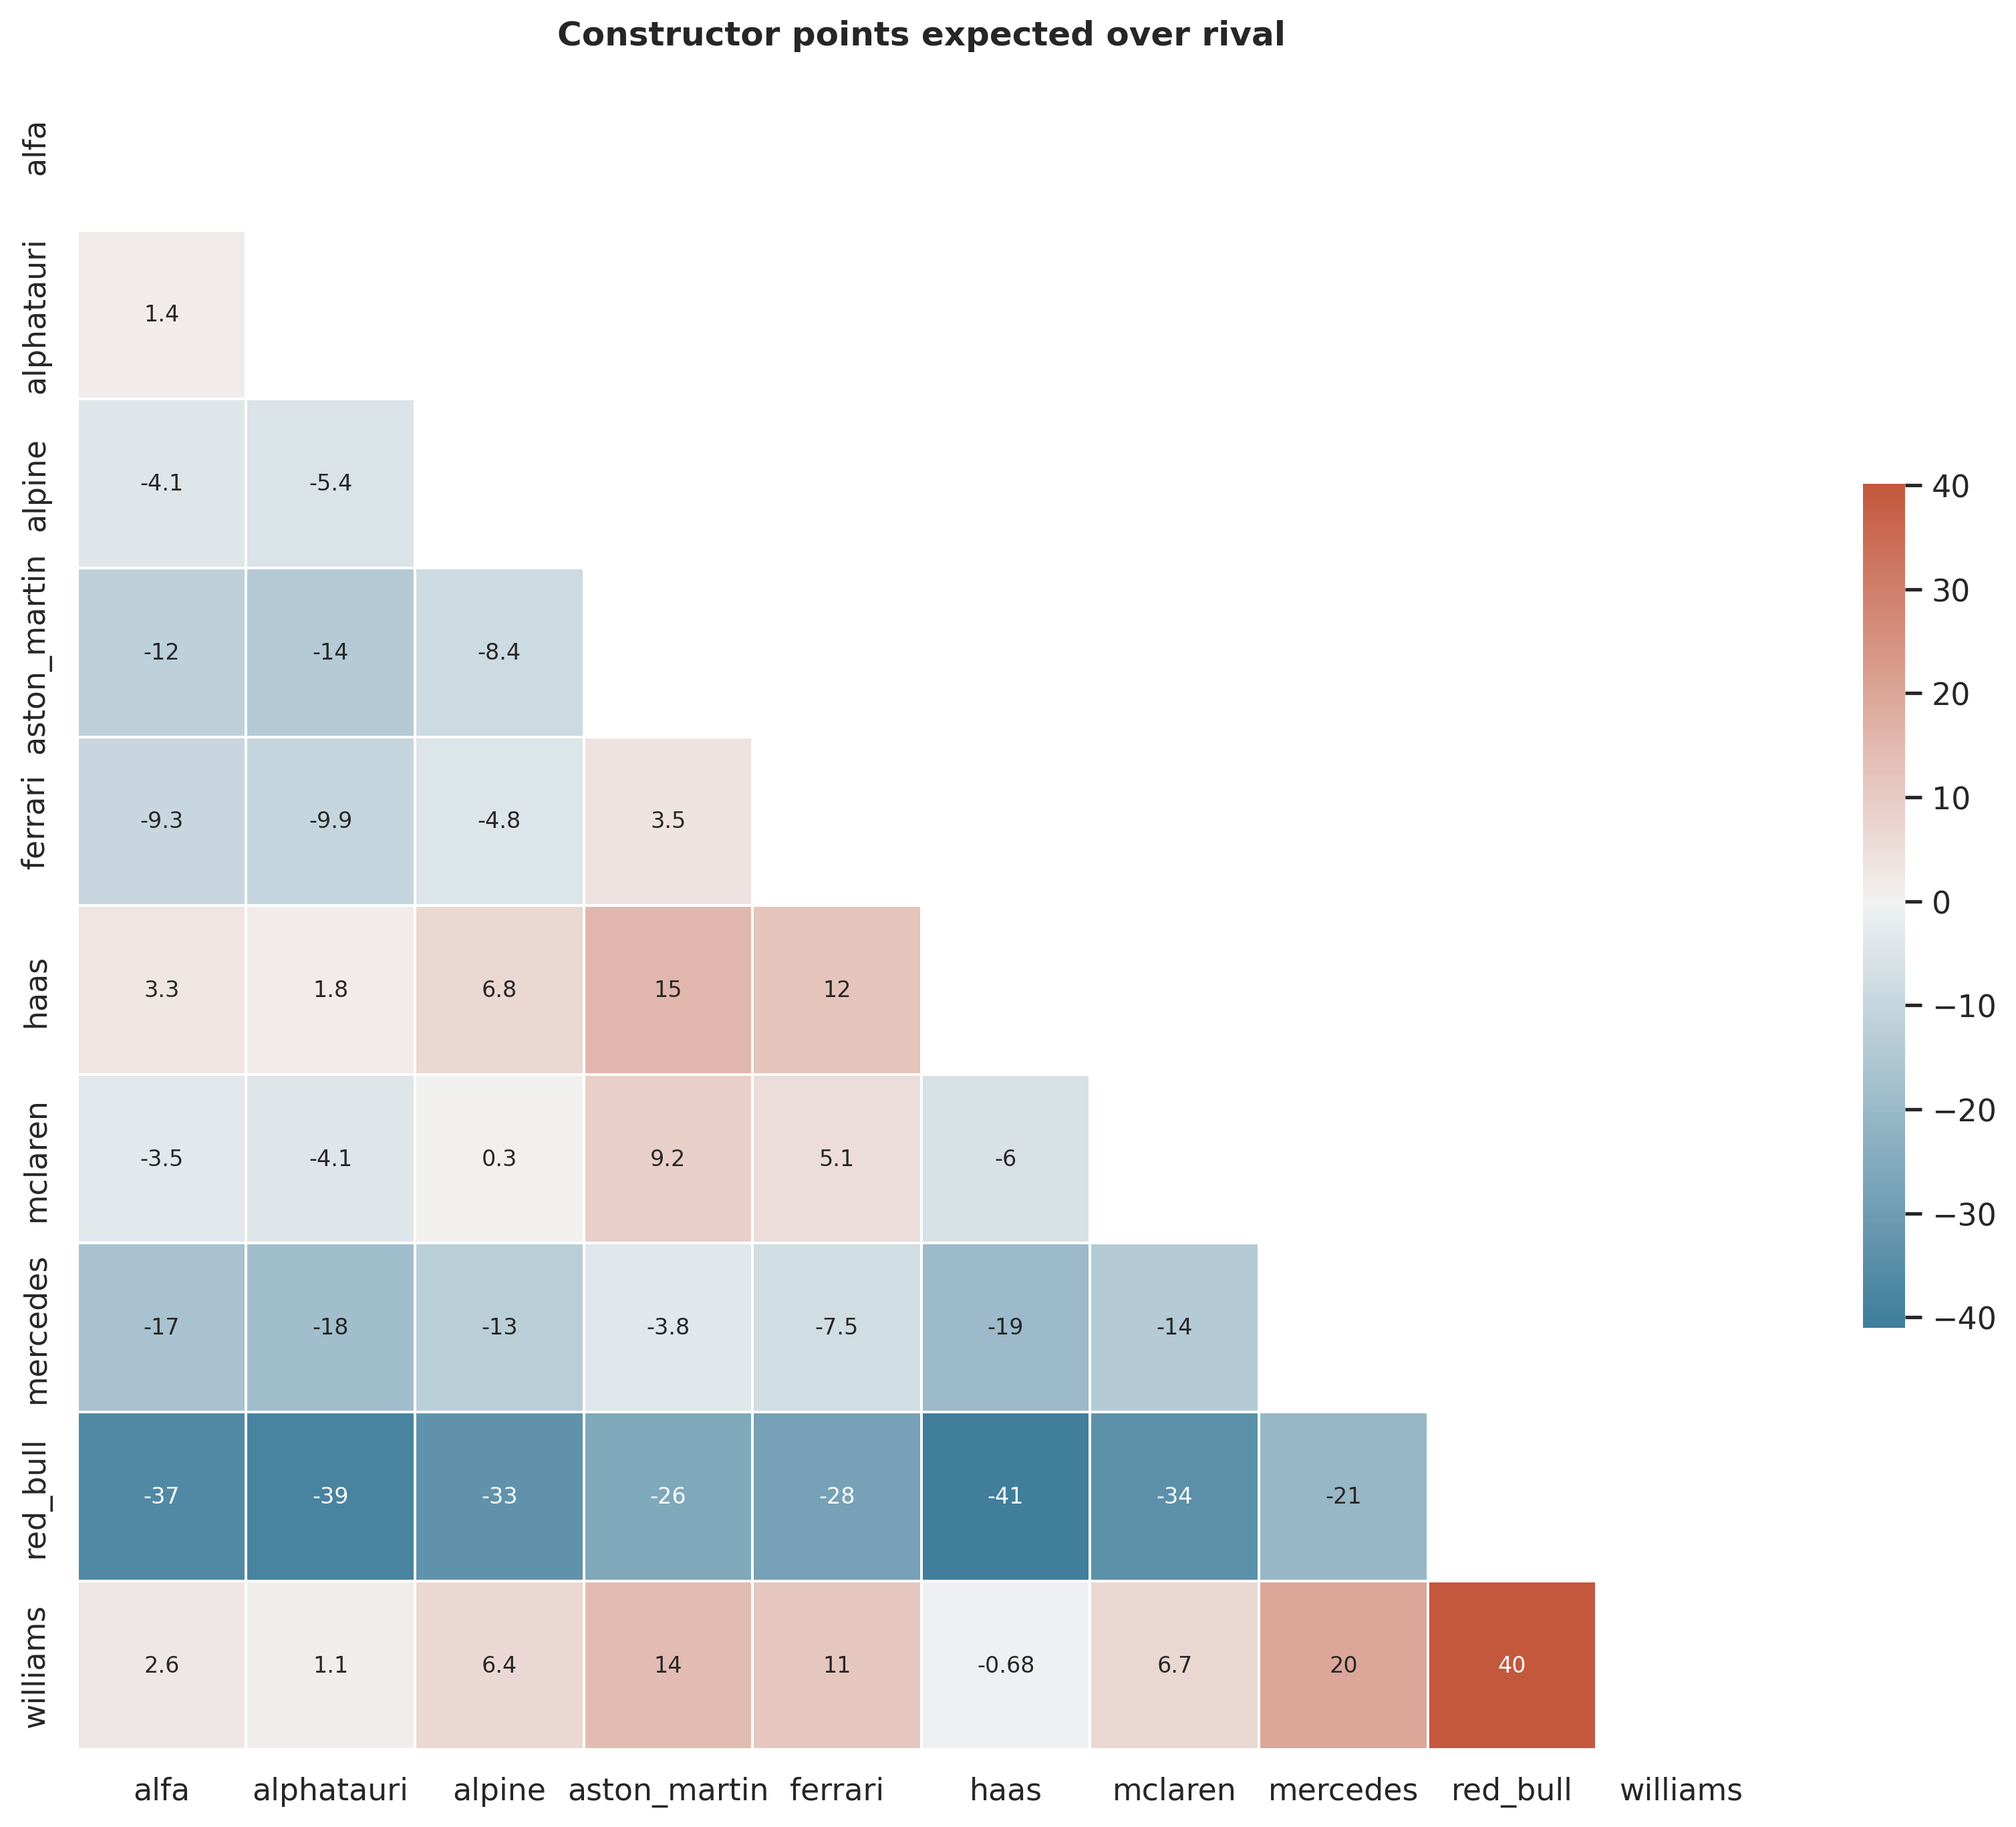 Constructor points expected over rival
alfa
alphatauri 1.4
alpine -4.1 -5.4
aston_martin -12 -14 -8.4
ferrari -9.3 -9.9 -4.8 3.5
haas 3.3 1.8 6.8 15 12
mclaren -3.5 -4.1 0.3 9.2 5.1 -6
mercedes -17 -18 -13 -3.8 -7.5 -19 -14
red_bull -37 -39 -33 -26 -28 -41 -34 -21
williams 2.6 1.1 6.4 14 11 -0.68 6.7 20 40
alfa alphatauri alpine aston_martin ferrari haas mclaren mercedes red_bull williams
40
30
20
10
0
−10
−20
−30
−40